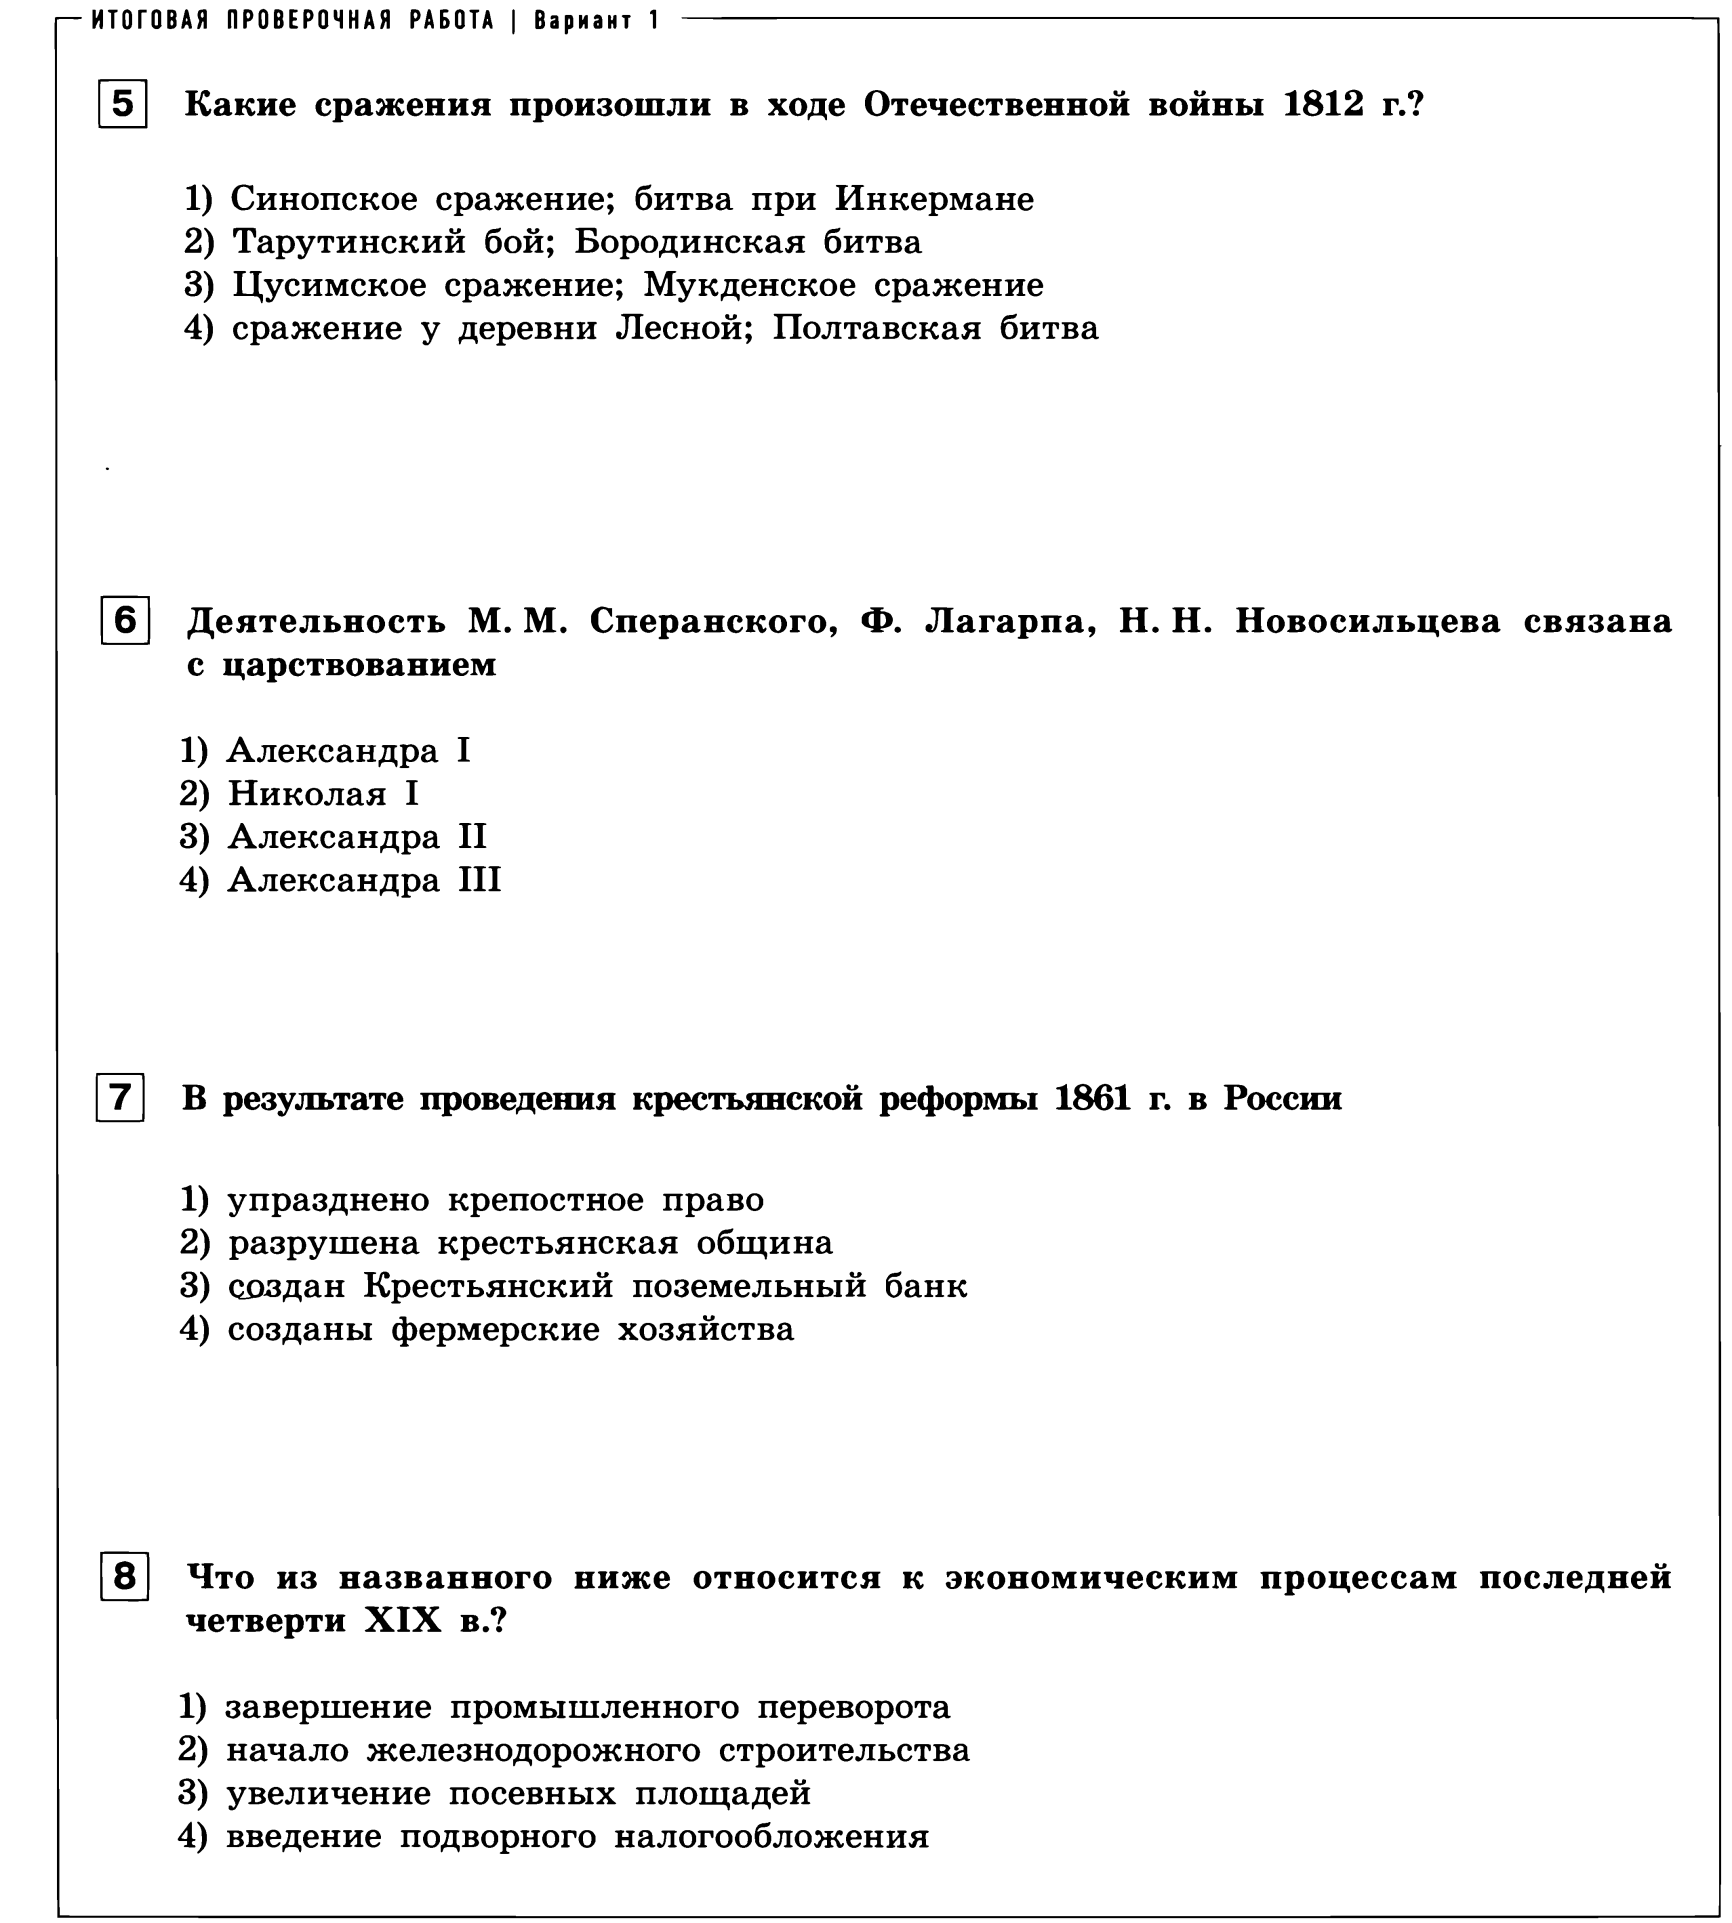 ИТОГОВАЯ ПРОВЕРОЧНАЯ РАБОТА | Вариант 1
5 Какие сражения произошли в ходе Отечественной войны 1812 г.?
1) Синопское сражение; битва при Инкермане
2) Тарутинский бой; Бородинская битва
3) Цусимское сражение; Мукденское сражение
4) сражение у деревни Лесной; Полтавская битва
6 Деятельность М. М. Сперанского, Ф. Лагарпа, Н. Н. Новосильцева связана
с царствованием
1) Александра I
2) Николая I
3) Александра II
4) Александра III
7 В результате проведения крестьянской реформы 1861 г. в России
1) упразднено крепостное право
2) разрушена крестьянская община
3) создан Крестьянский поземельный банк
4) созданы фермерские хозяйства
8 Что из названного ниже относится к экономическим процессам последней
четверти XIX в.?
1) завершение промышленного переворота
2) начало железнодорожного строительства
3) увеличение посевных площадей
4) введение подворного налогообложения